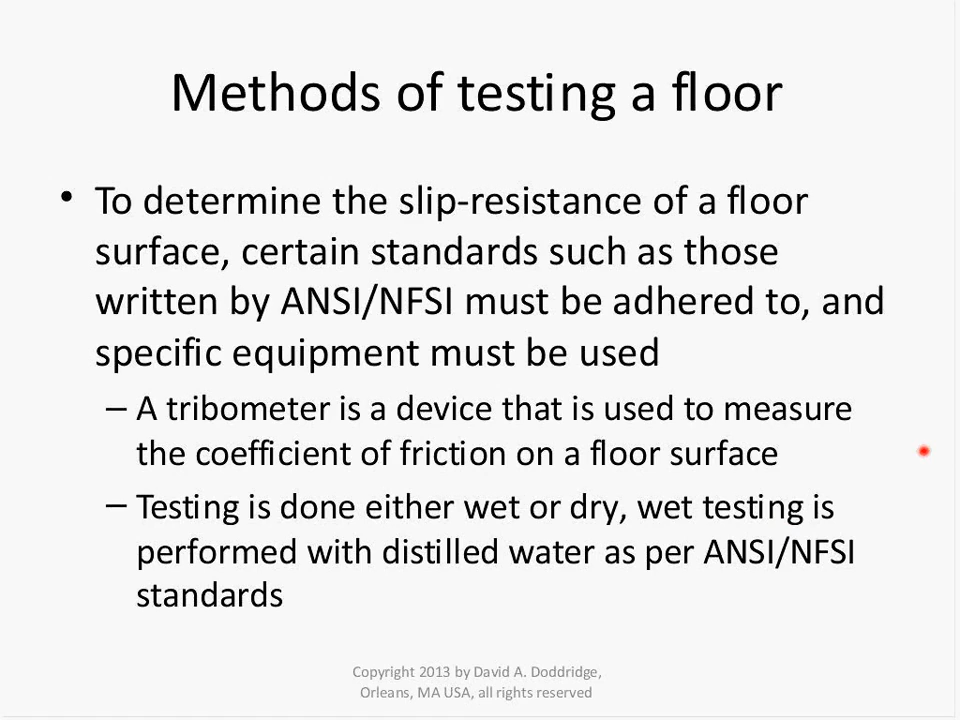 Methods of testing a floor
• To determine the slip-resistance of a floor
surface, certain standards such as those
written by ANSI/NFSI must be adhered to, and
specific equipment must be used
– A tribometer is a device that is used to measure
the coefficient of friction on a floor surface
– Testing is done either wet or dry, wet testing is
performed with distilled water as per ANSI/NFSI
standards
Copyright 2013 by David A. Doddridge,
Orleans, MA USA, all rights reserved